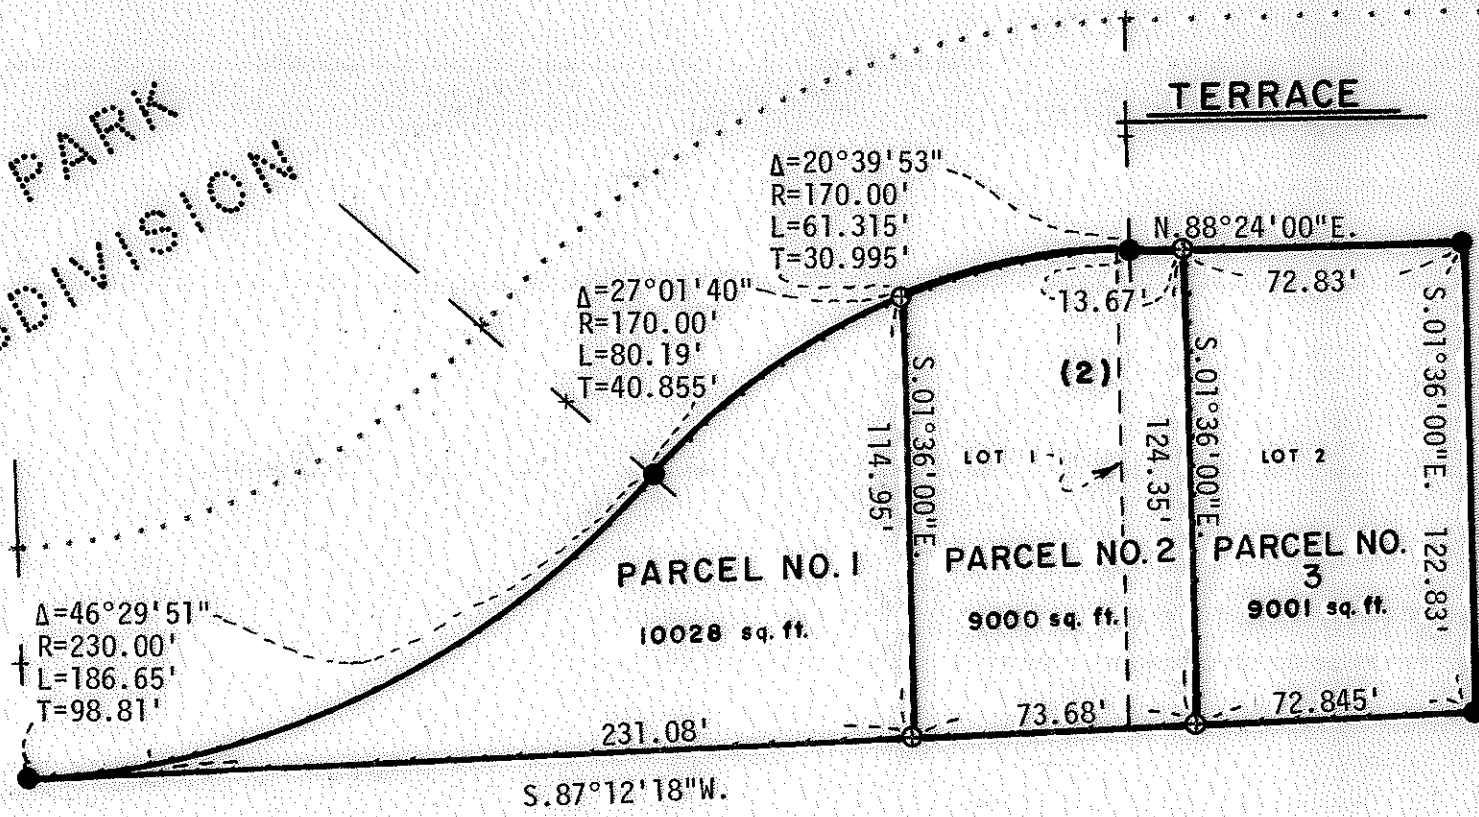 PARK
DIVISION
TERRACE
Δ=20°39'53"
R=170.00'
L=61.315'
T=30.995'
N.88°24'00"E.
13.67'
72.83'
Δ=27°01'40"
R=170.00'
L=80.19'
T=40.855'
(2)
S.01°36'00"E.
114.95'
S.01°36'00"E.
124.35'
S.01°36'00"E. 122.83'
LOT 1
LOT 2
PARCEL NO. 1
10028 sq. ft.
PARCEL NO. 2
9000 sq. ft.
PARCEL NO.
3
9001 sq. ft.
Δ=46°29'51"
R=230.00'
L=186.65'
T=98.81'
231.08'
73.68'
72.845'
S.87°12'18"W.